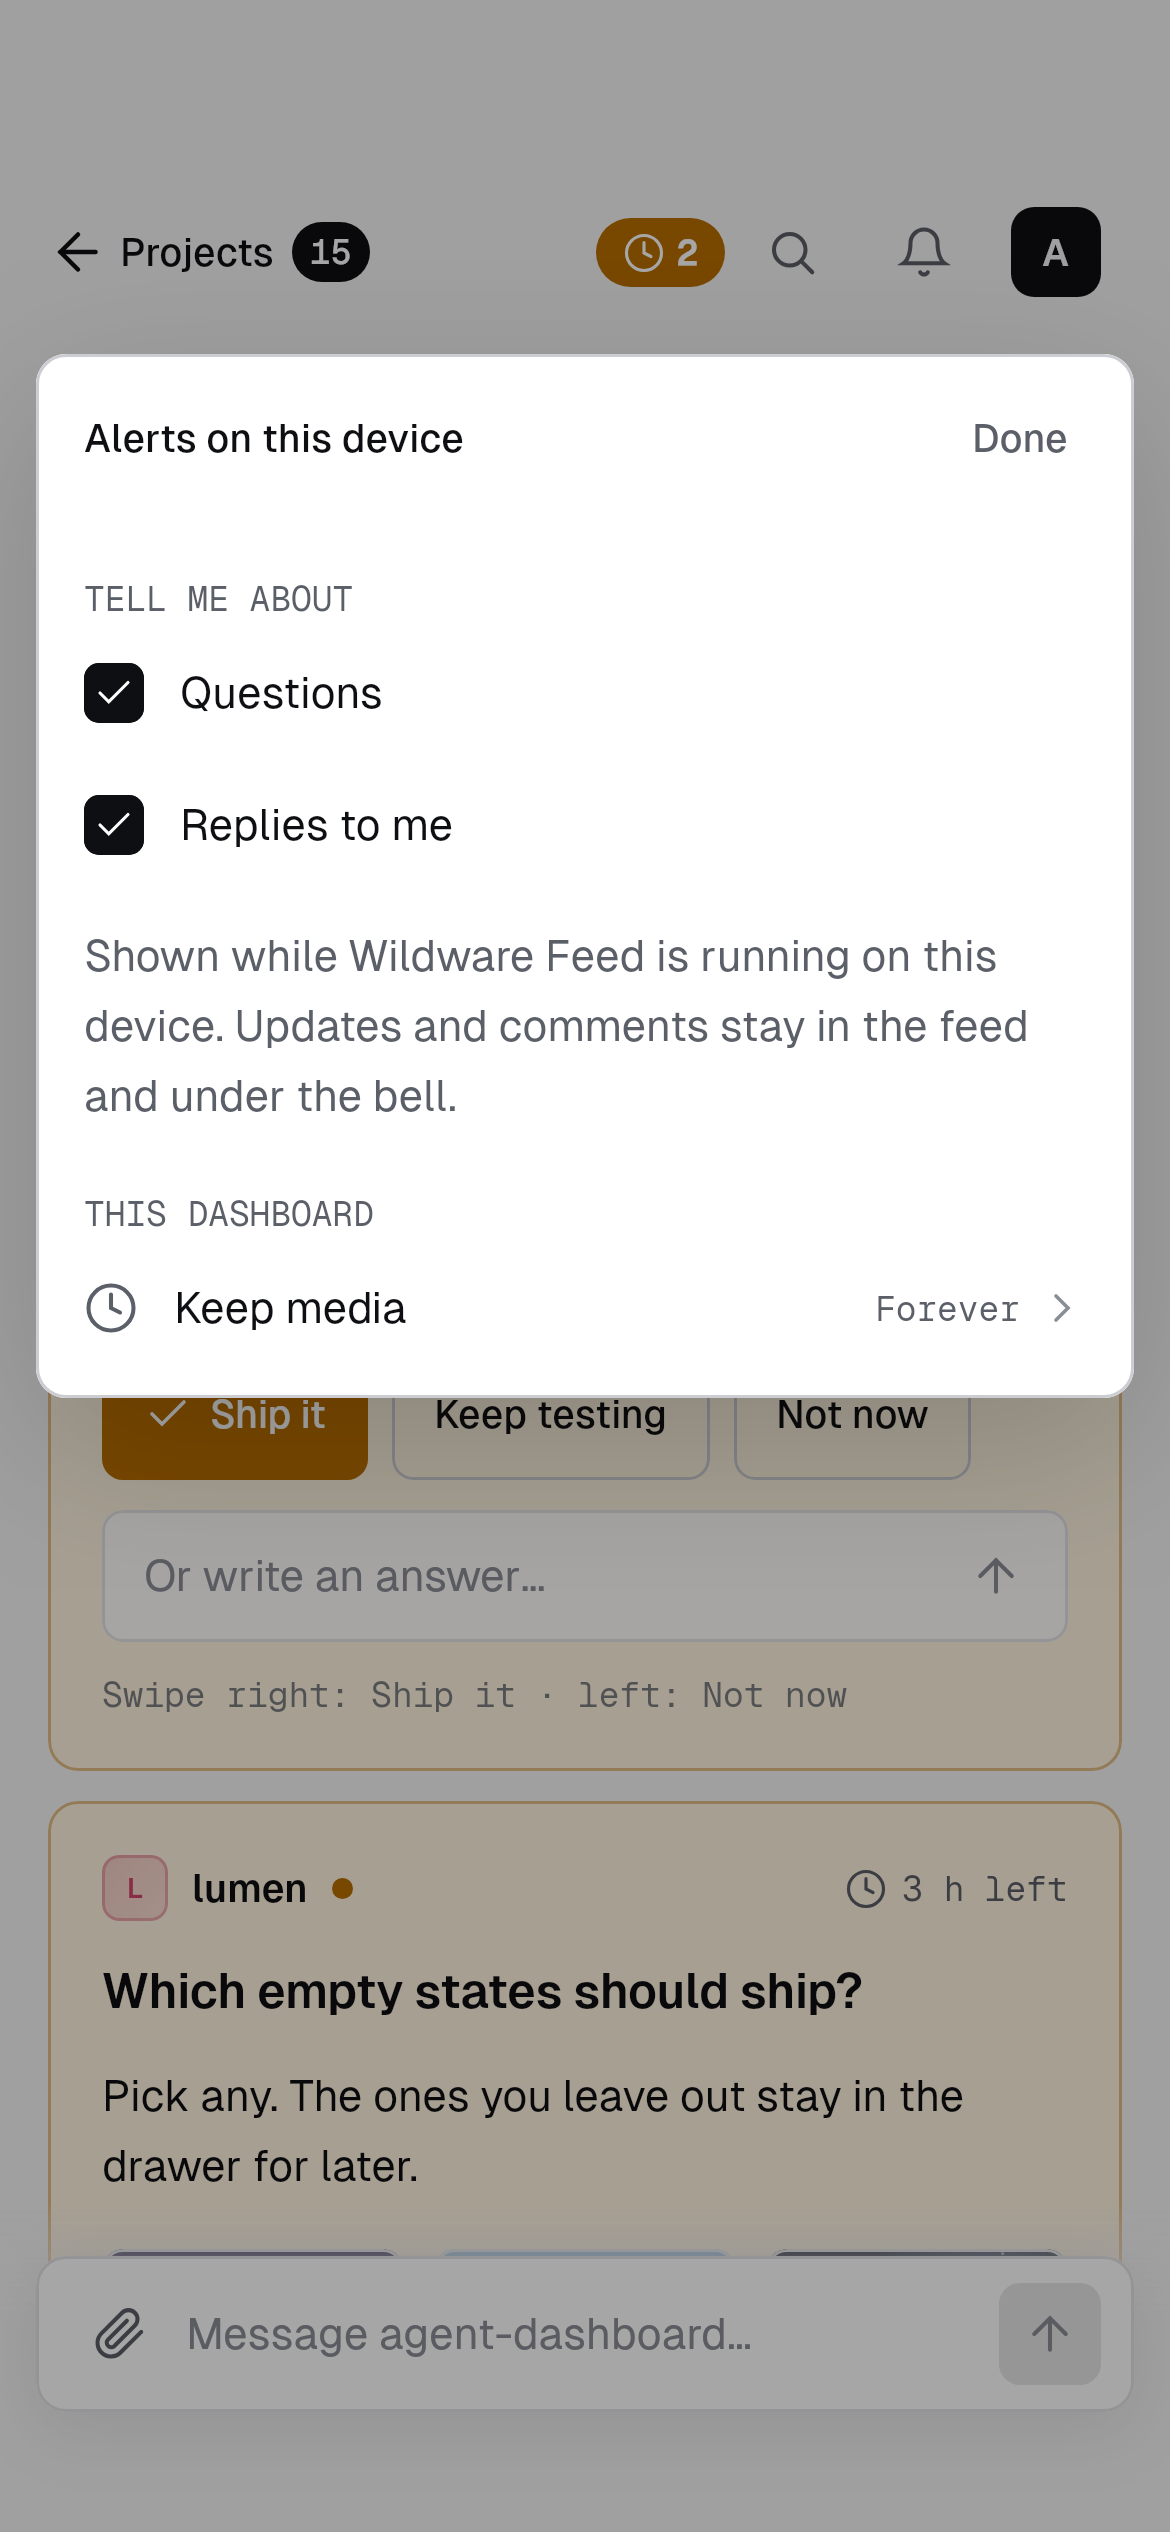 Projects 15 2 A
Alerts on this device Done
TELL ME ABOUT
Questions
Replies to me
Shown while Wildware Feed is running on this
device. Updates and comments stay in the feed
and under the bell.
THIS DASHBOARD
Keep media Forever
Ship it Keep testing Not now
Or write an answer…
Swipe right: Ship it · left: Not now
L lumen 3 h left
Which empty states should ship?
Pick any. The ones you leave out stay in the
drawer for later.
Message agent-dashboard…